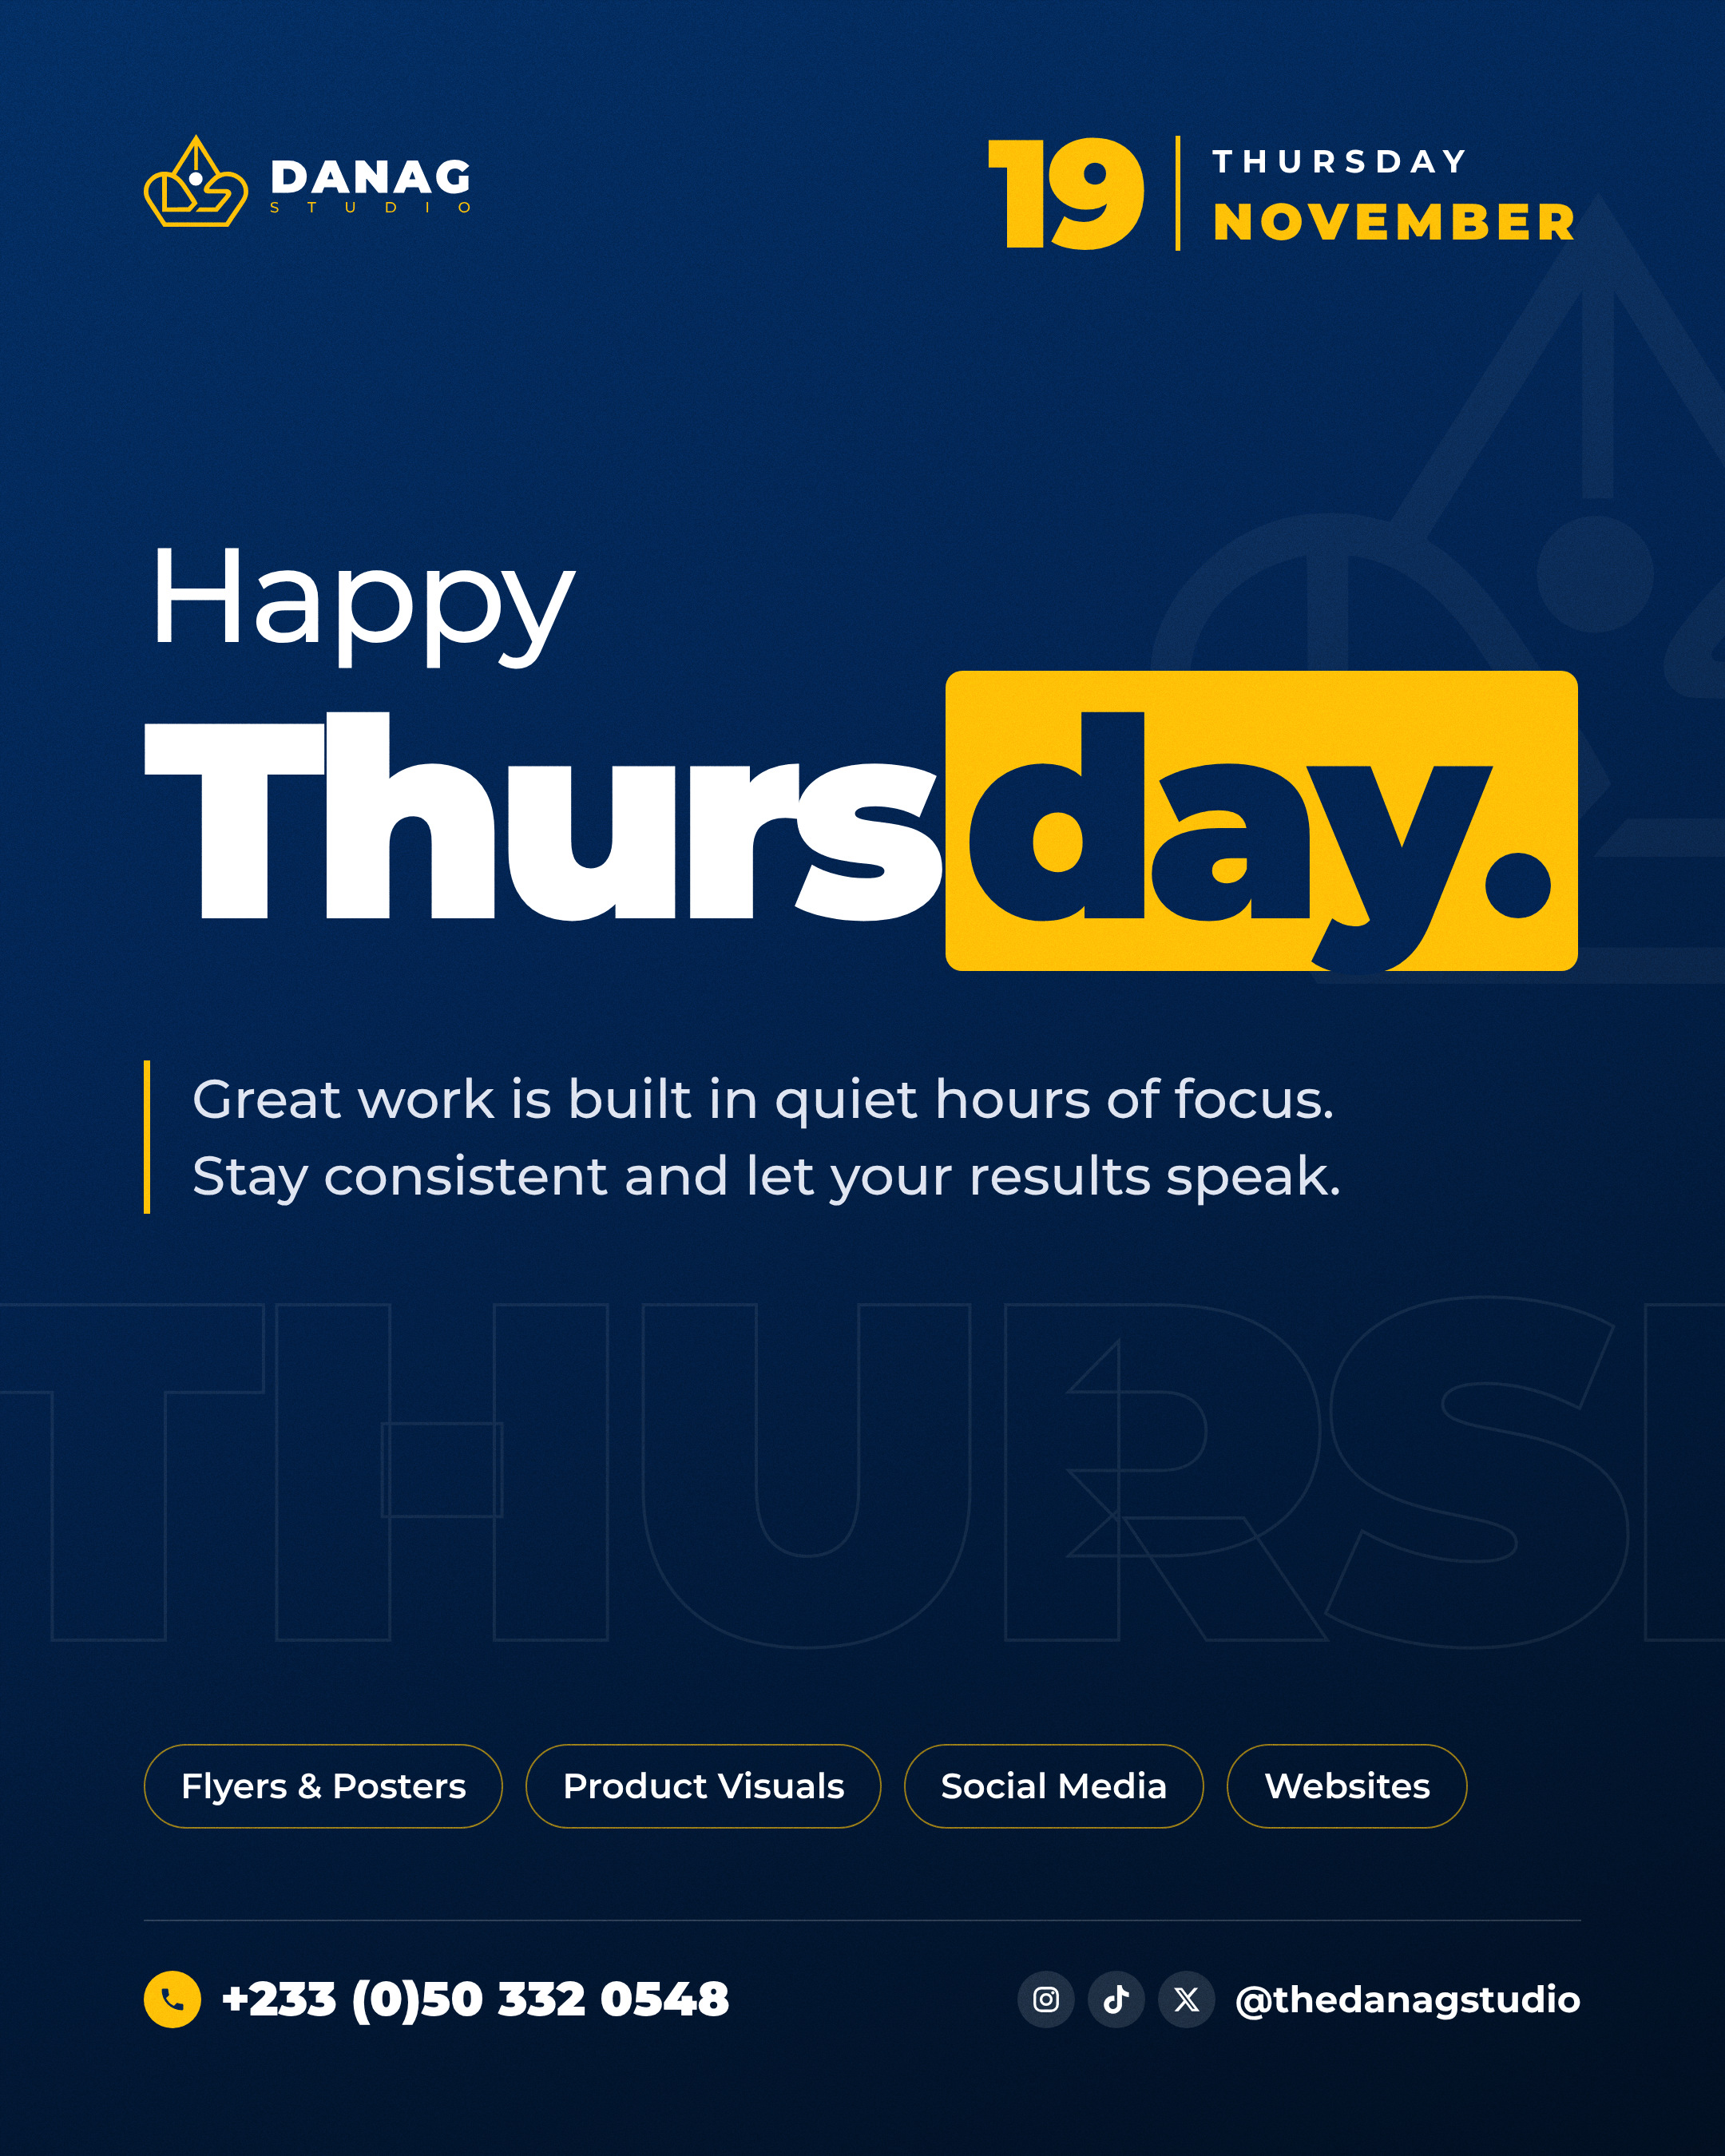 DANAG
STUDIO
19
THURSDAY
NOVEMBER
Happy
Thursday.
Great work is built in quiet hours of focus.
Stay consistent and let your results speak.
THURS
Flyers & Posters
Product Visuals
Social Media
Websites
+233 (0)50 332 0548
@thedanagstudio